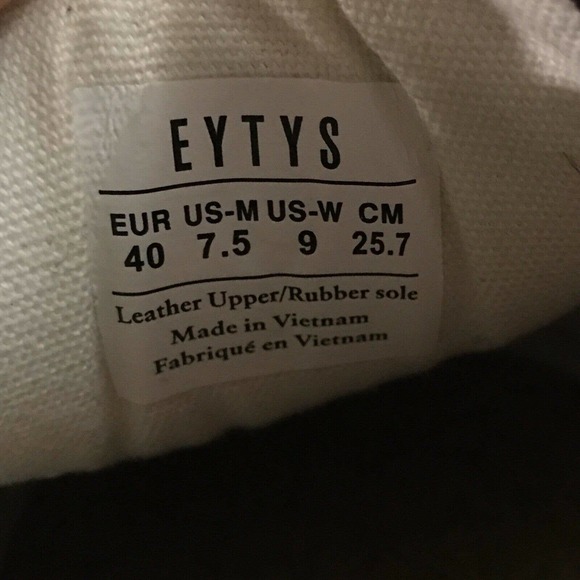 EYTYS
EUR US-M US-W CM
40 7.5 9 25.7
Leather Upper/Rubber sole
Made in Vietnam
Fabriqué en Vietnam